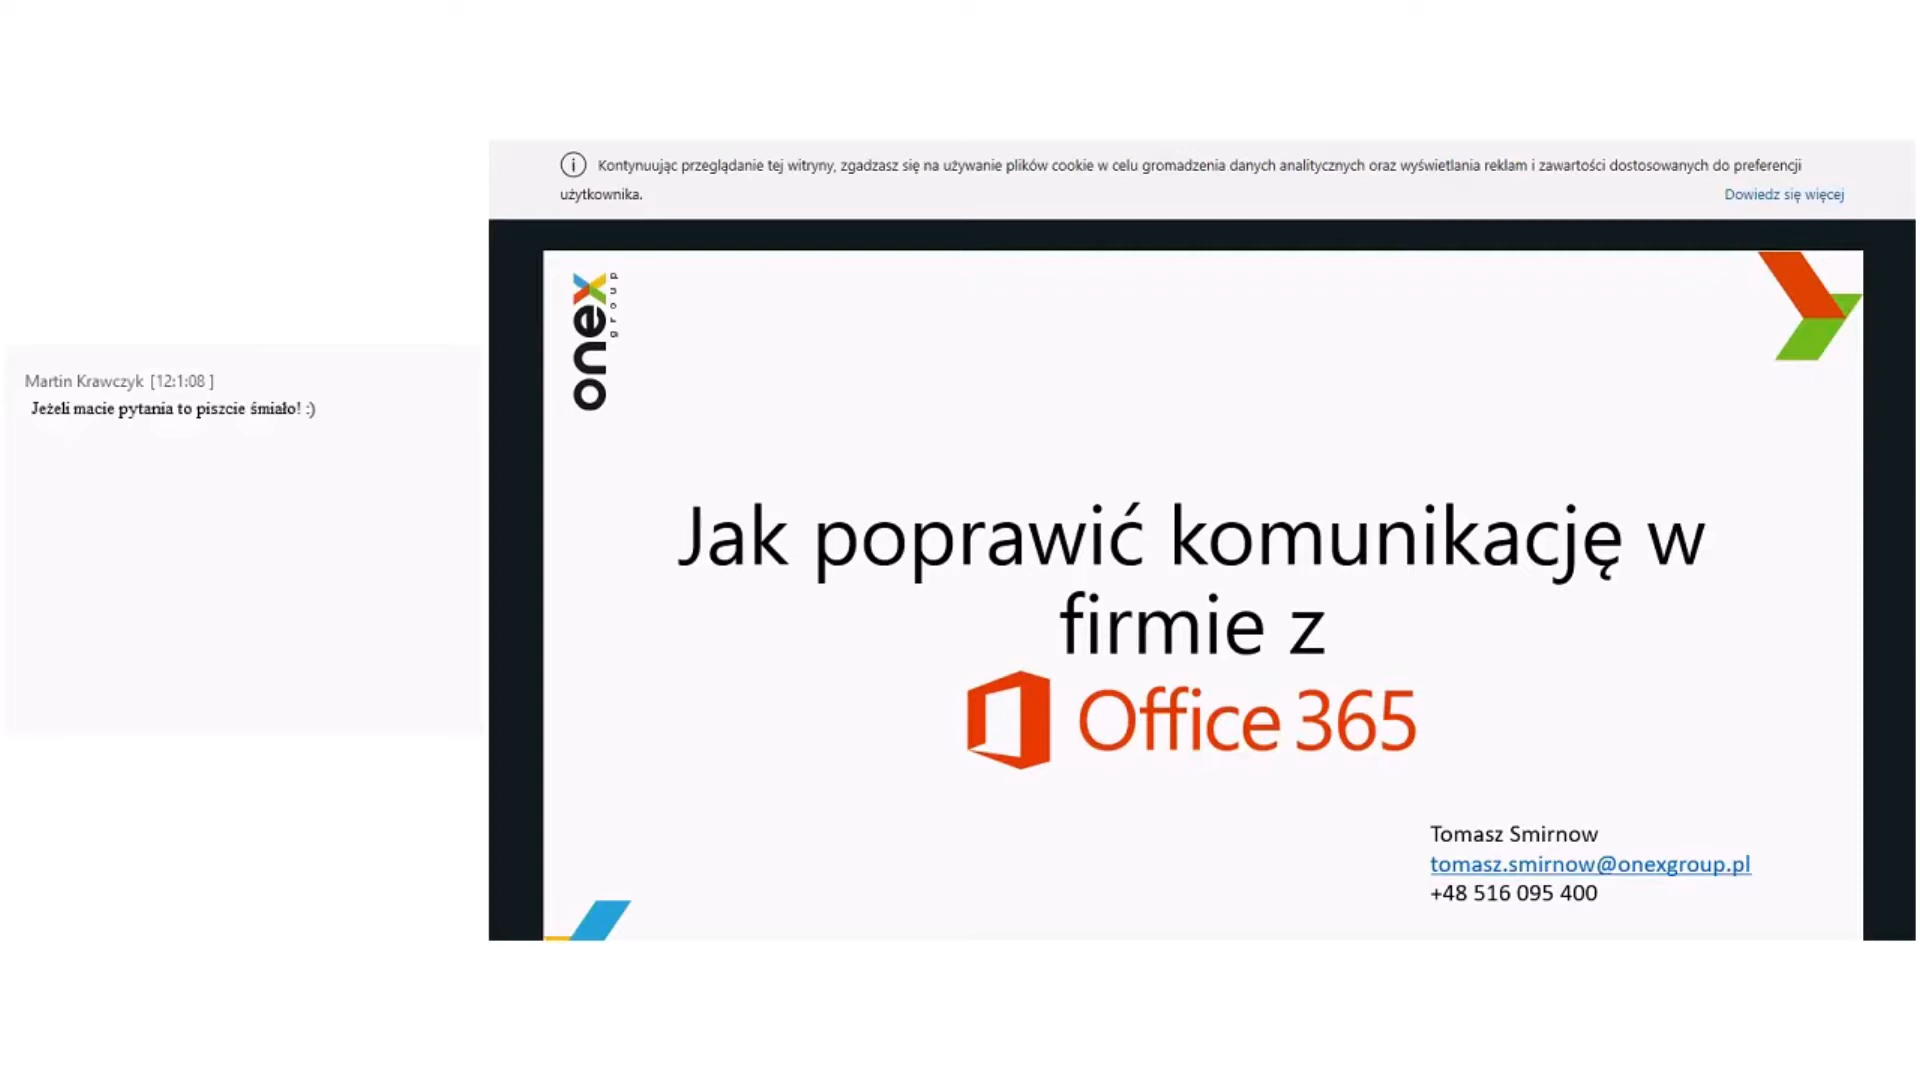 Kontynuując przeglądanie tej witryny, zgadzasz się na używanie plików cookie w celu gromadzenia danych analitycznych oraz wyświetlania reklam i zawartości dostosowanych do preferencji
użytkownika.
Dowiedz się więcej
Martin Krawczyk [12:1:08 ]
Jeżeli macie pytania to piszcie śmiało! :)
onex
group
Jak poprawić komunikację w
firmie z
Office 365
Tomasz Smirnow
tomasz.smirnow@onexgroup.pl
+48 516 095 400